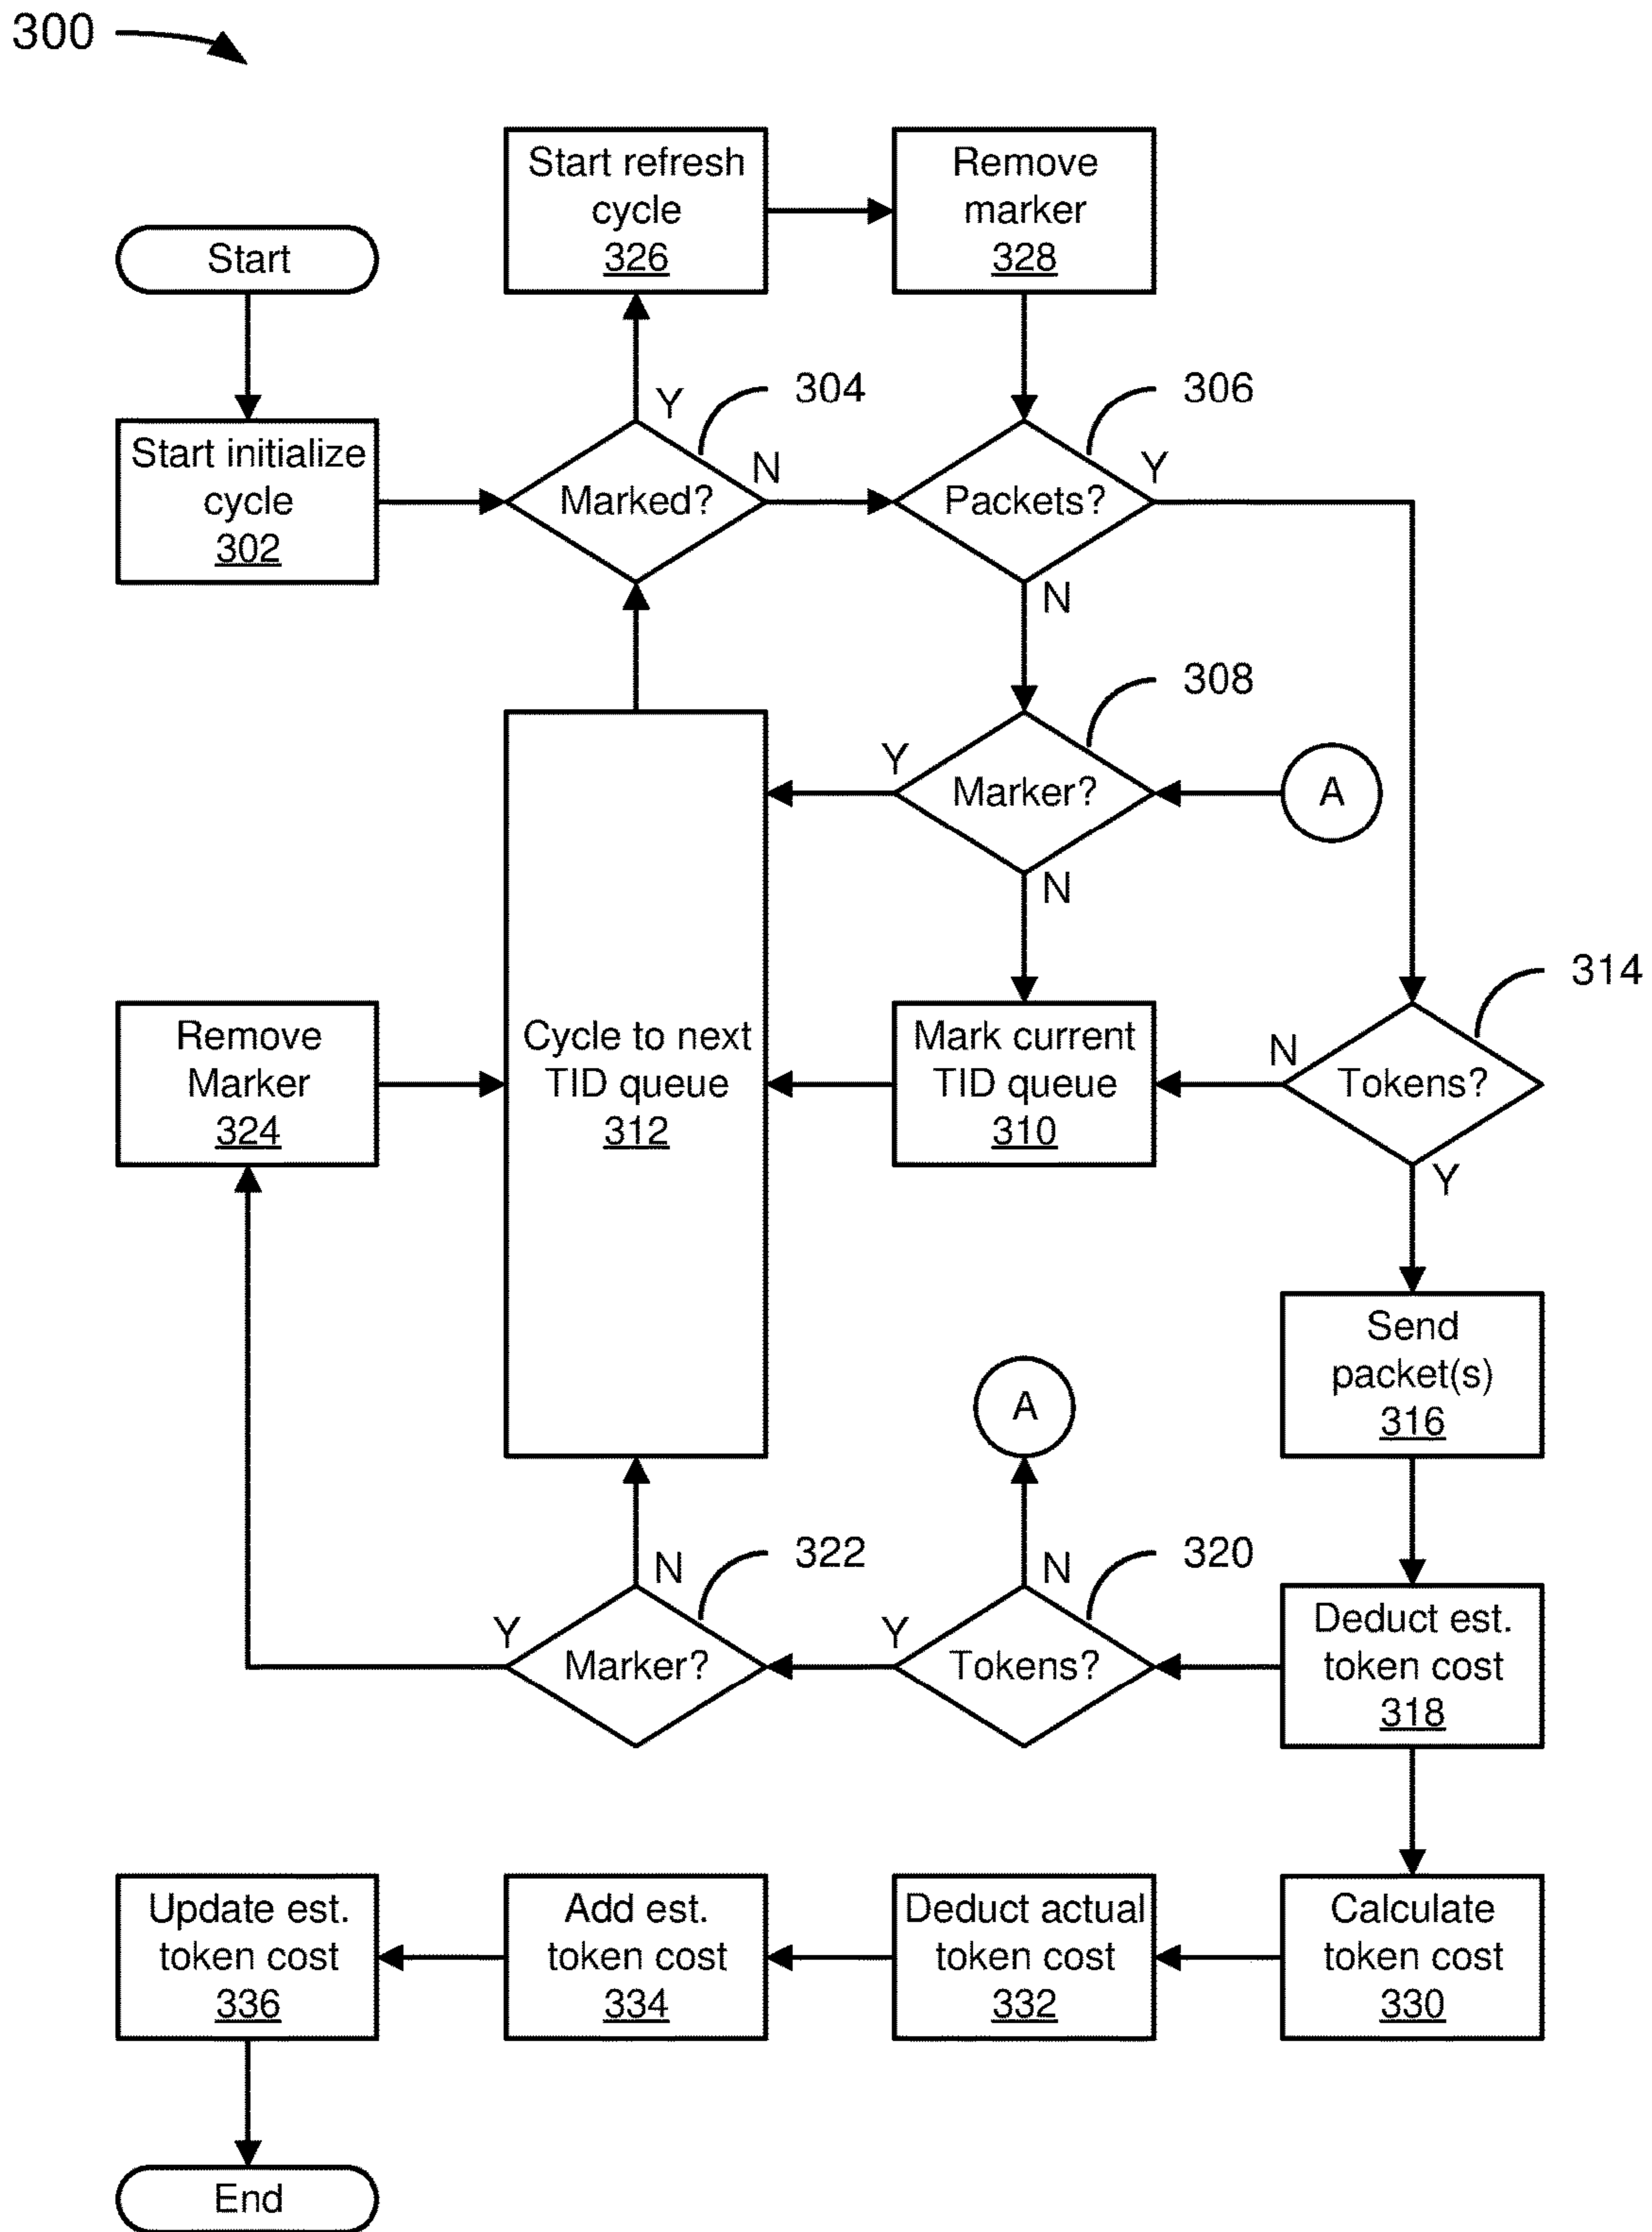 300
Start refresh
cycle
326
Remove
marker
328
Start
Y
304
306
Start initialize
cycle
302
Marked?
N
Packets?
Y
N
308
Y
Marker?
A
N
314
Remove
Marker
324
Cycle to next
TID queue
312
Mark current
TID queue
310
N
Tokens?
Y
Send
packet(s)
316
A
322
N
320
N
Y
Marker?
Y
Tokens?
Deduct est.
token cost
318
Update est.
token cost
336
Add est.
token cost
334
Deduct actual
token cost
332
Calculate
token cost
330
End